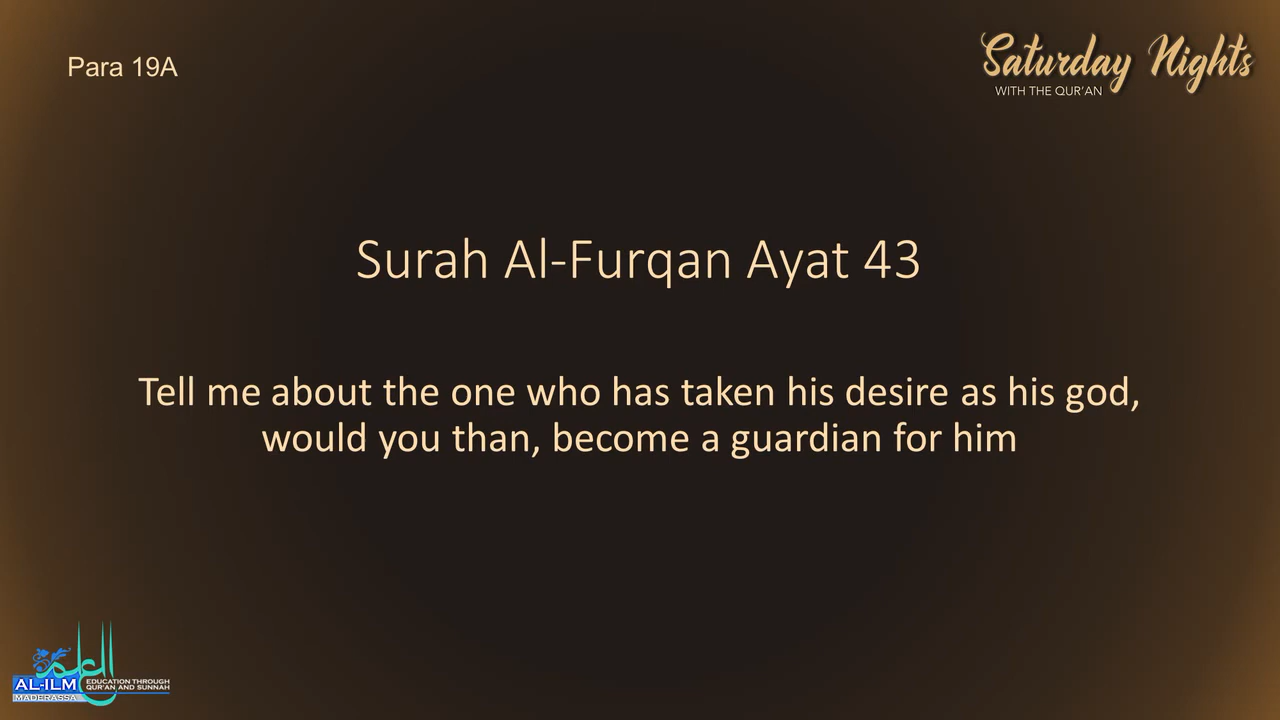 Para 19A
Saturday Nights
WITH THE QUR'AN
Surah Al-Furqan Ayat 43
Tell me about the one who has taken his desire as his god,
would you than, become a guardian for him
العلم
AL-ILM
MADERASSA
EDUCATION THROUGH
QUR'AN AND SUNNAH